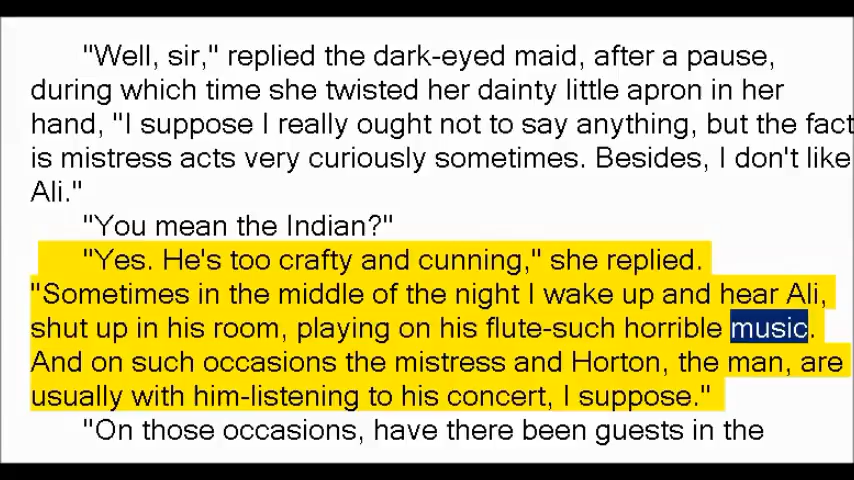 "Well, sir," replied the dark-eyed maid, after a pause,
during which time she twisted her dainty little apron in her
hand, "I suppose I really ought not to say anything, but the fact
is mistress acts very curiously sometimes. Besides, I don't like
Ali."
"You mean the Indian?"
"Yes. He's too crafty and cunning," she replied.
"Sometimes in the middle of the night I wake up and hear Ali,
shut up in his room, playing on his flute-such horrible music.
And on such occasions the mistress and Horton, the man, are
usually with him-listening to his concert, I suppose."
"On those occasions, have there been guests in the